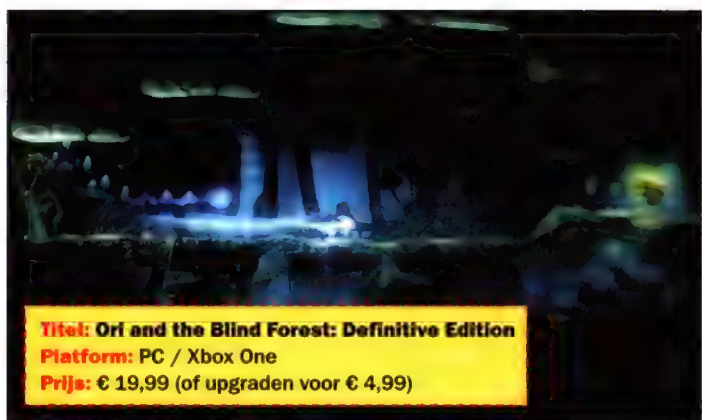 Titel: Ori and the Blind Forest: Definitive Edition
Platform: PC / Xbox One
Prijs: € 19,99 (of upgraden voor € 4,99)